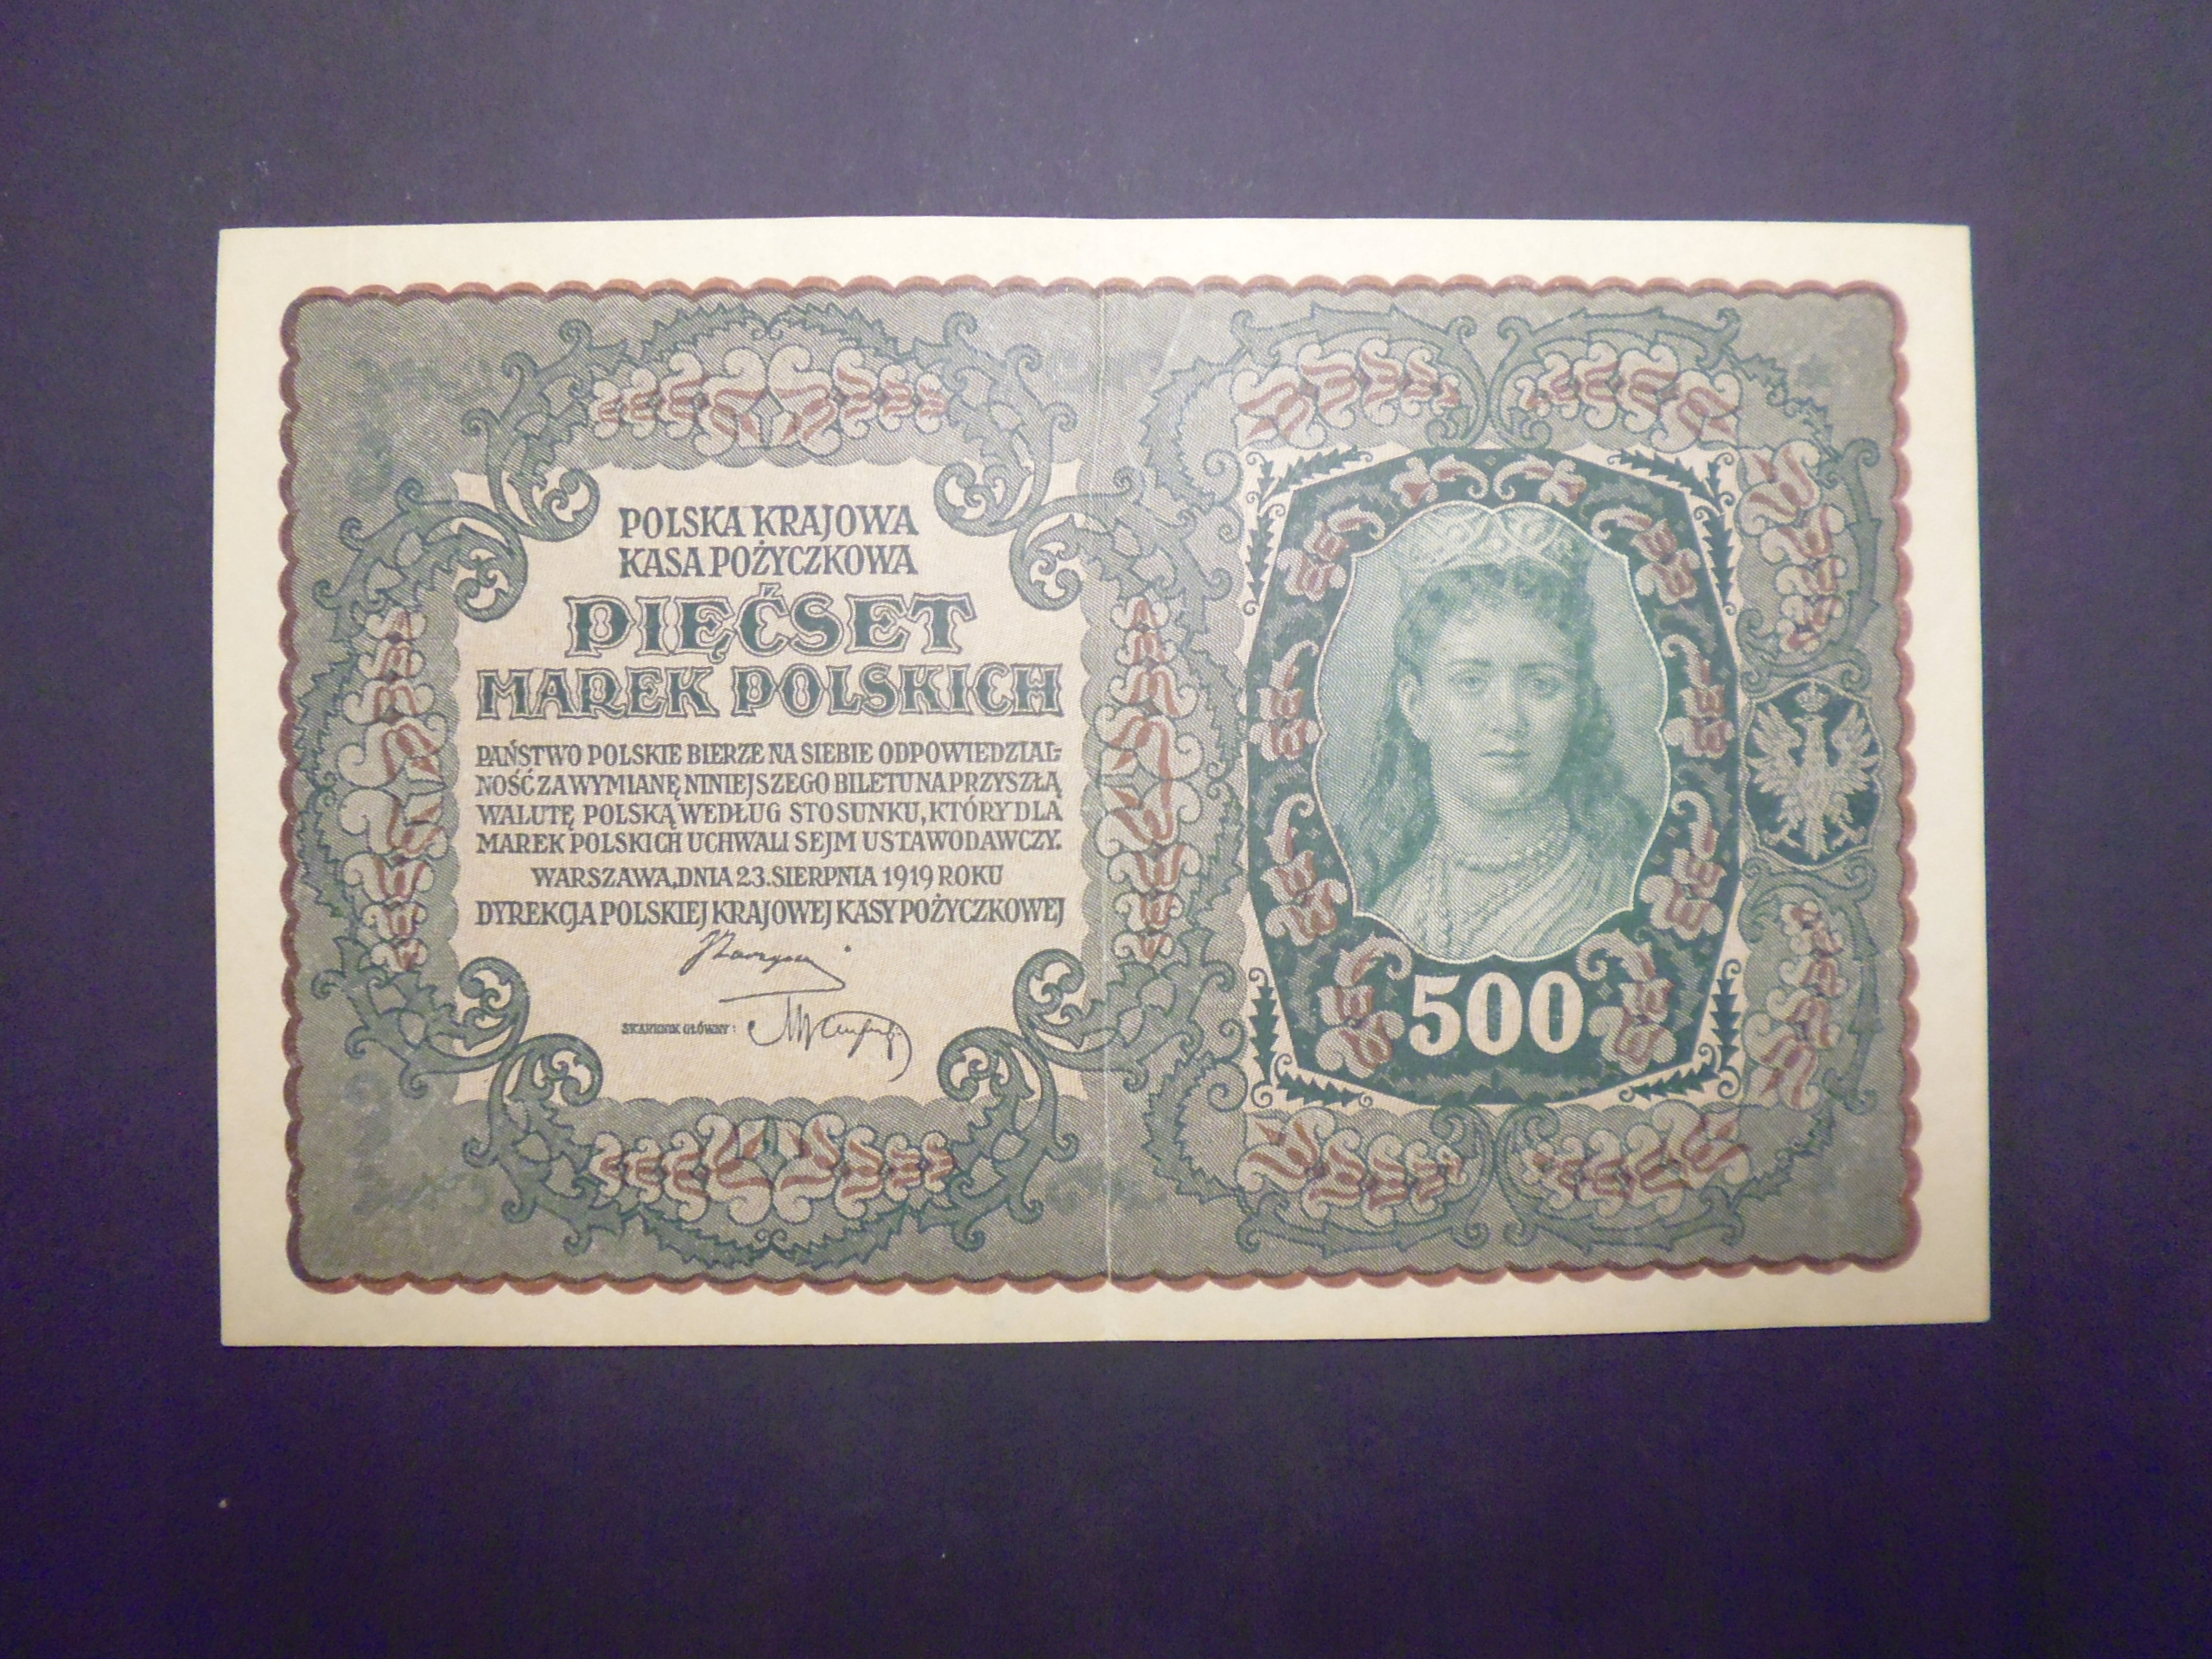 POLSKA KRAJOWA
KASA POŻYCZKOWA
PIĘĆSET
MAREK POLSKICH
PAŃSTWO POLSKIE BIERZE NA SIEBIE ODPOWIEDZIAL-
NOŚĆ ZA WYMIANĘ NINIEJSZEGO BILETU NA PRZYSZŁĄ
WALUTĘ POLSKĄ WEDŁUG STOSUNKU, KTÓRY DLA
MAREK POLSKICH UCHWALI SEJM USTAWODAWCZY.
WARSZAWA, DNIA 23. SIERPNIA 1919 ROKU
DYREKCJA POLSKIEJ KRAJOWEJ KASY POŻYCZKOWEJ
SKARBNIK GŁÓWNY:
500